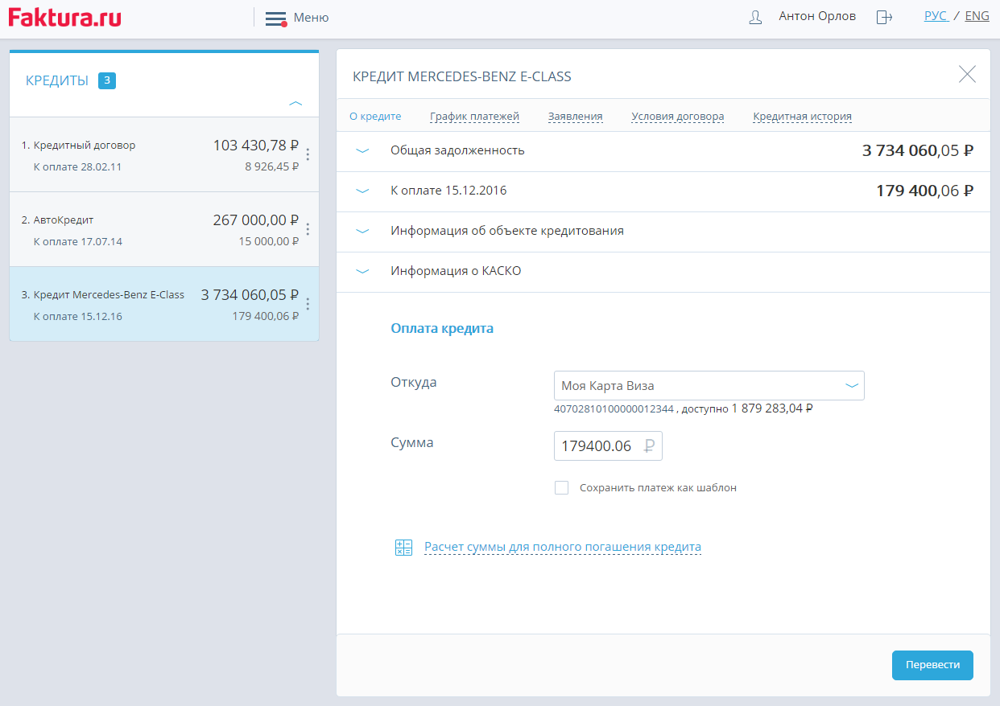 Faktura.ru
Меню
Антон Орлов
РУС / ENG
КРЕДИТЫ 3
1. Кредитный договор 103 430,78 ₽
К оплате 28.02.11 8 926,45 ₽
2. АвтоКредит 267 000,00 ₽
К оплате 17.07.14 15 000,00 ₽
3. Кредит Mercedes-Benz E-Class 3 734 060,05 ₽
К оплате 15.12.16 179 400,06 ₽
КРЕДИТ MERCEDES-BENZ E-CLASS
О кредите График платежей Заявления Условия договора Кредитная история
Общая задолженность 3 734 060,05 ₽
К оплате 15.12.2016 179 400,06 ₽
Информация об объекте кредитования
Информация о КАСКО
Оплата кредита
Откуда Моя Карта Виза
40702810100000012344 , доступно 1 879 283,04 ₽
Сумма 179400.06 ₽
Сохранить платеж как шаблон
Расчет суммы для полного погашения кредита
Перевести